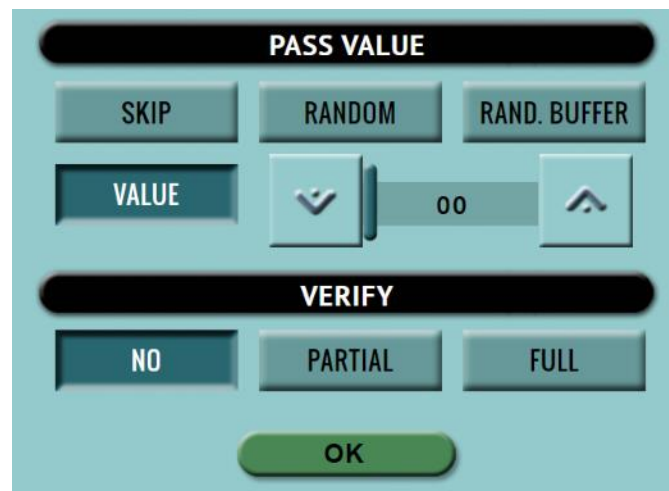 PASS VALUE
SKIP RANDOM RAND. BUFFER
VALUE 00
VERIFY
NO PARTIAL FULL
OK